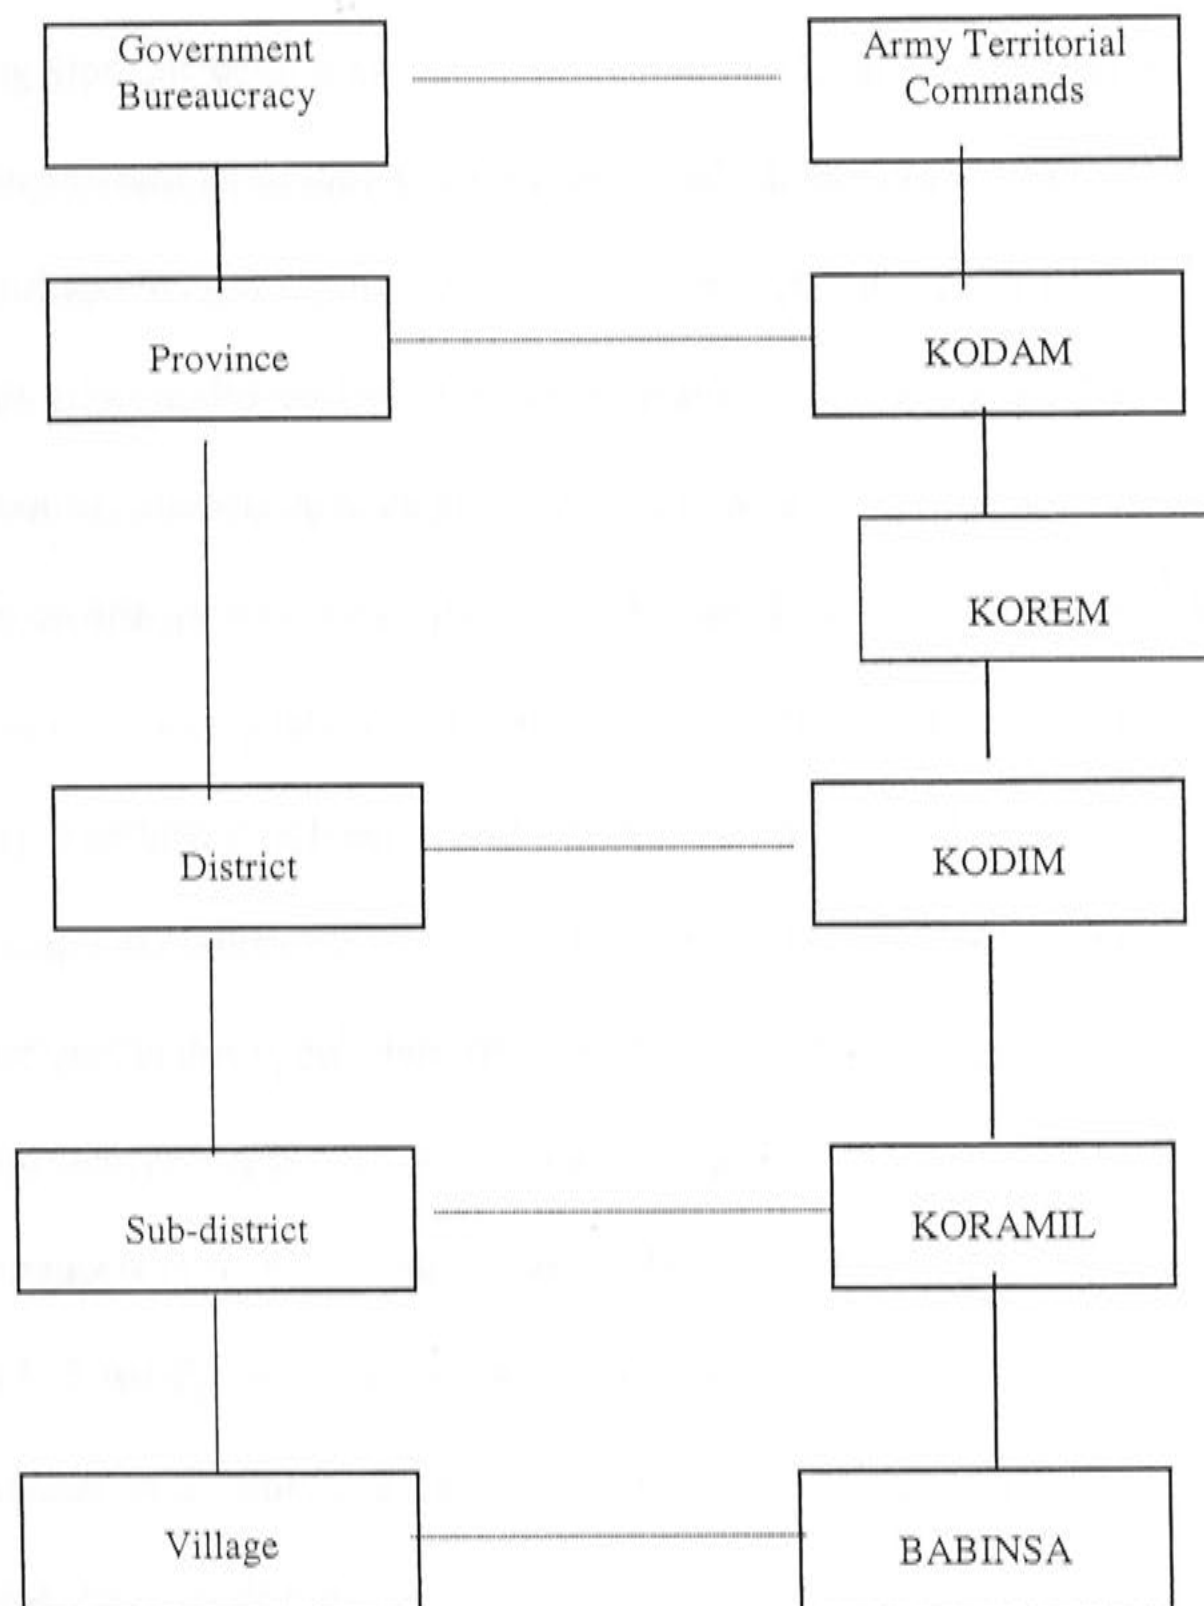 Government
Bureaucracy
Army Territorial
Commands
Province
KODAM
KOREM
District
KODIM
Sub-district
KORAMIL
Village
BABINSA